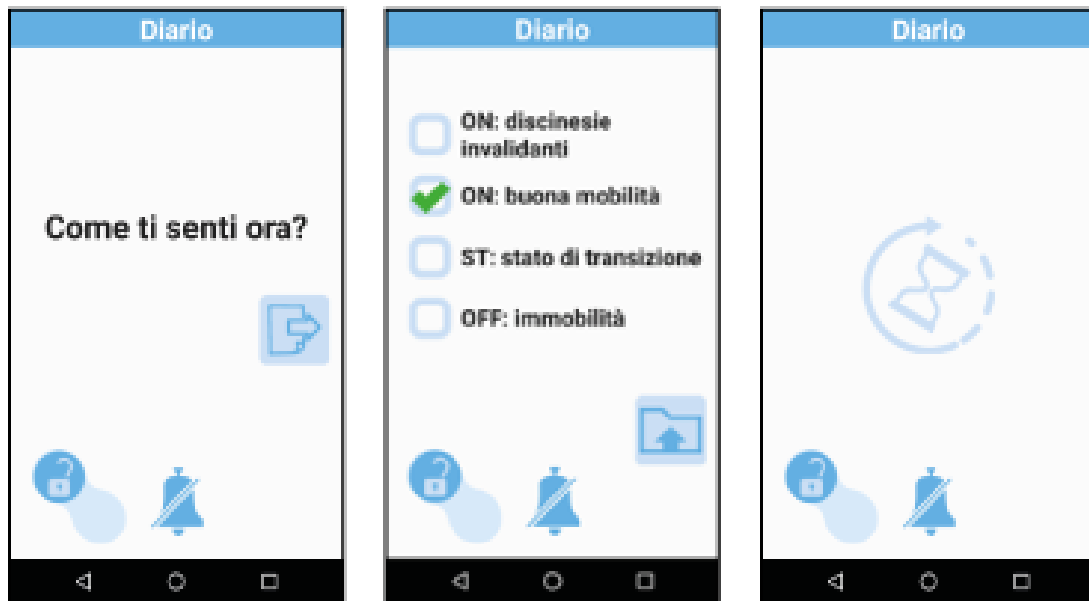 Diario
Come ti senti ora?
Diario
ON: discinesie
invalidanti
ON: buona mobilità
ST: stato di transizione
OFF: immobilità
Diario